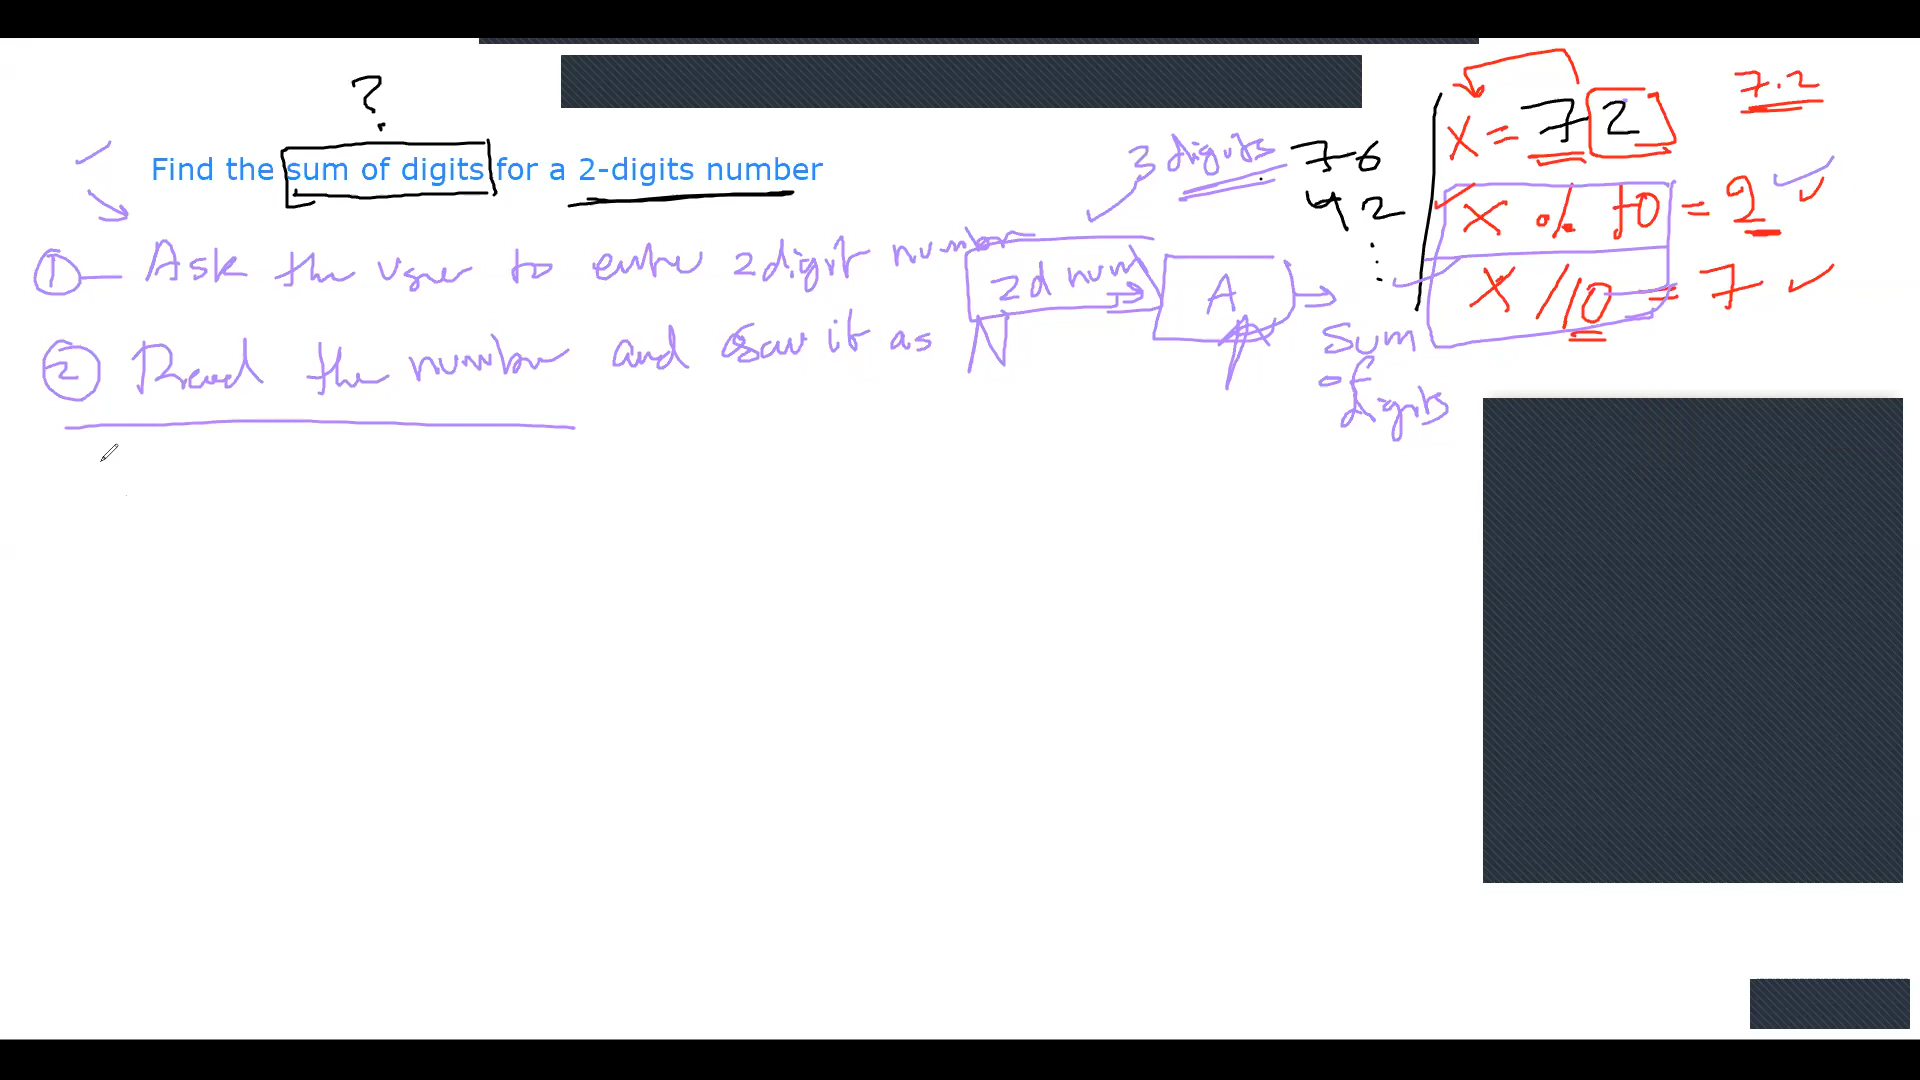 ?
Find the sum of digits for a 2-digits number
① Ask the user to enter 2 digit number
② Read the number and save it as N
3 digits
2d num
A
Sum
of
digits
76
42
x = 72
7.2
x % 10 = 2
x / 10 = 7